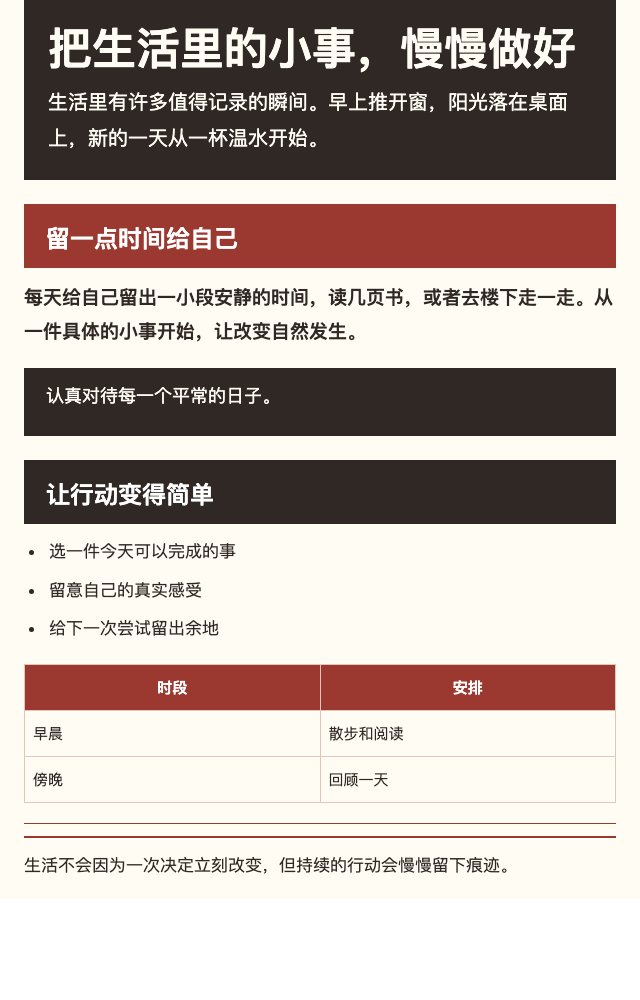 把生活里的小事，慢慢做好
生活里有许多值得记录的瞬间。早上推开窗，阳光落在桌面
上，新的一天从一杯温水开始。
留一点时间给自己
每天给自己留出一小段安静的时间，读几页书，或者去楼下走一走。从
一件具体的小事开始，让改变自然发生。
认真对待每一个平常的日子。
让行动变得简单
• 选一件今天可以完成的事
• 留意自己的真实感受
• 给下一次尝试留出余地
时段 安排
早晨 散步和阅读
傍晚 回顾一天
生活不会因为一次决定立刻改变，但持续的行动会慢慢留下痕迹。